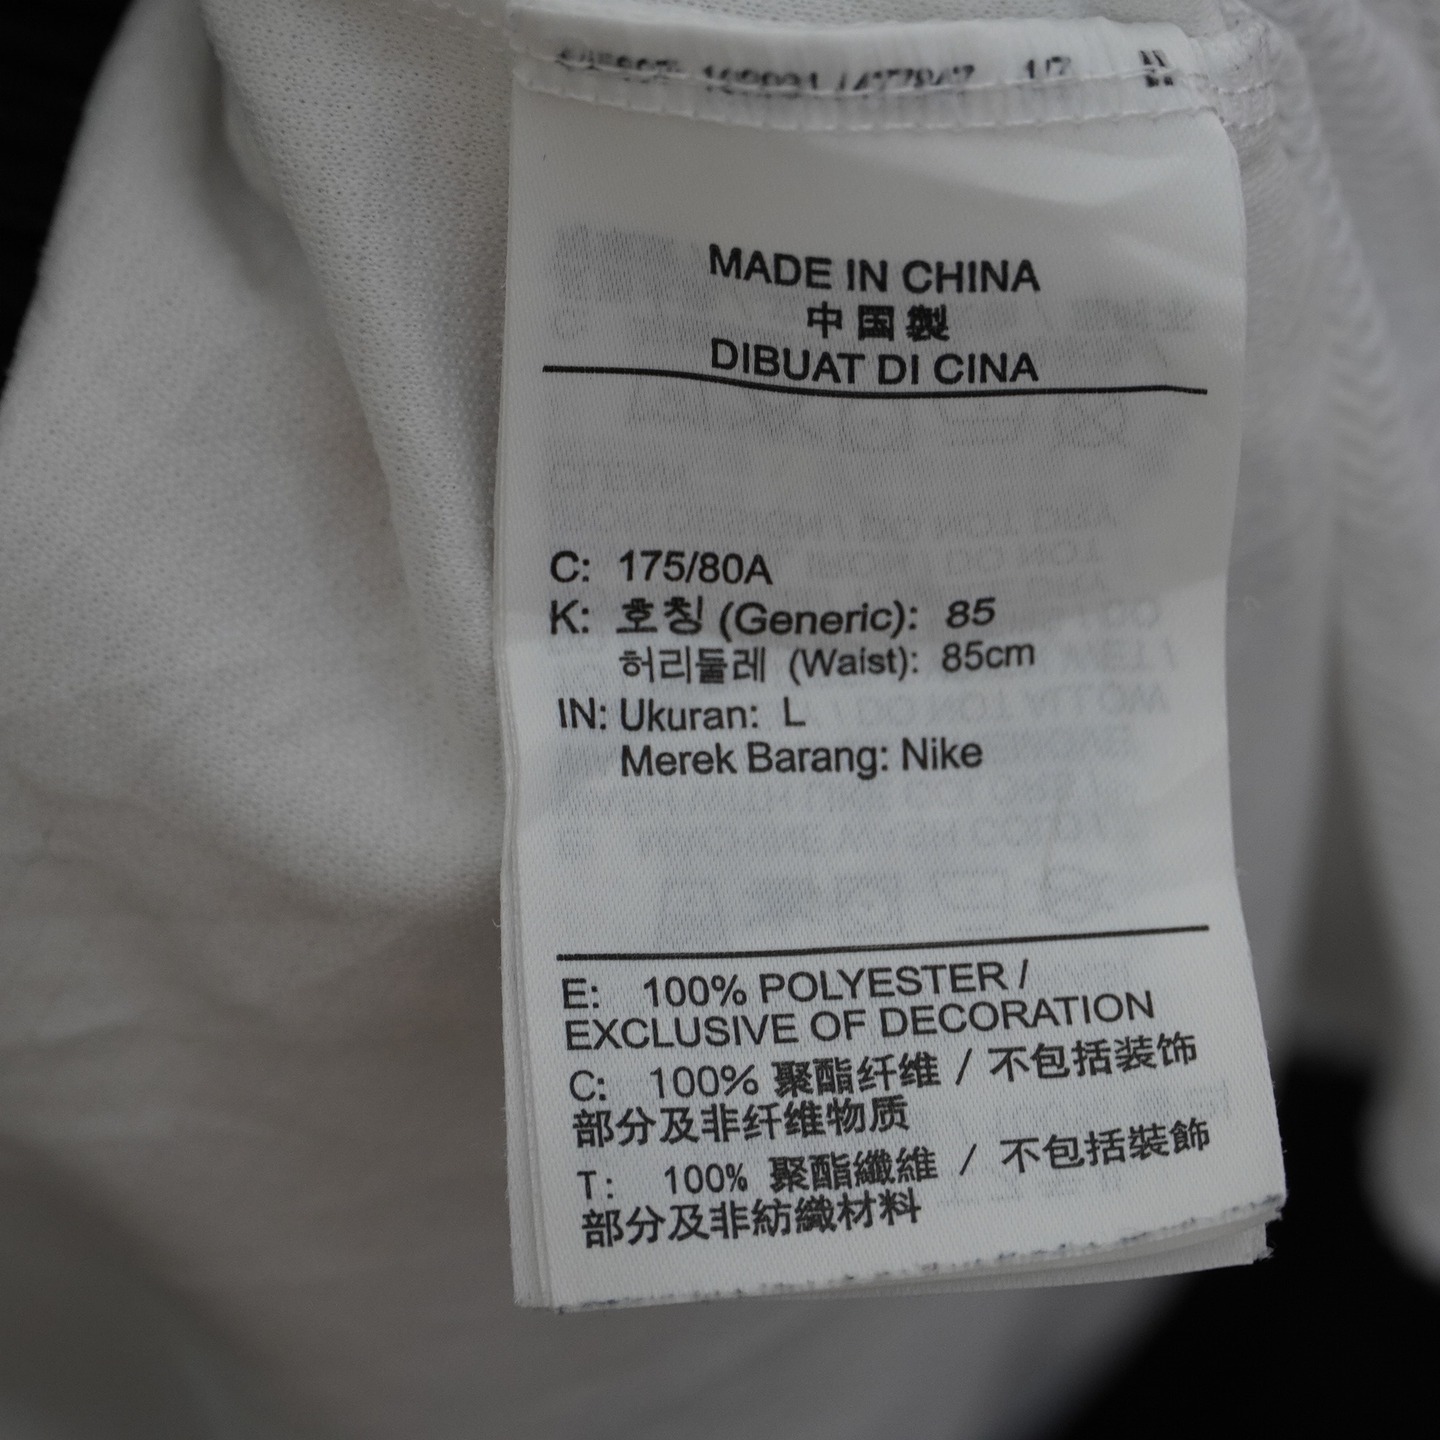 MADE IN CHINA
中国製
DIBUAT DI CINA
C: 175/80A
K: 호칭 (Generic): 85
허리둘레 (Waist): 85cm
IN: Ukuran: L
Merek Barang: Nike
E: 100% POLYESTER /
EXCLUSIVE OF DECORATION
C: 100% 聚酯纤维 / 不包括装饰
部分及非纤维物质
T: 100% 聚酯纖維 / 不包括裝飾
部分及非紡織材料